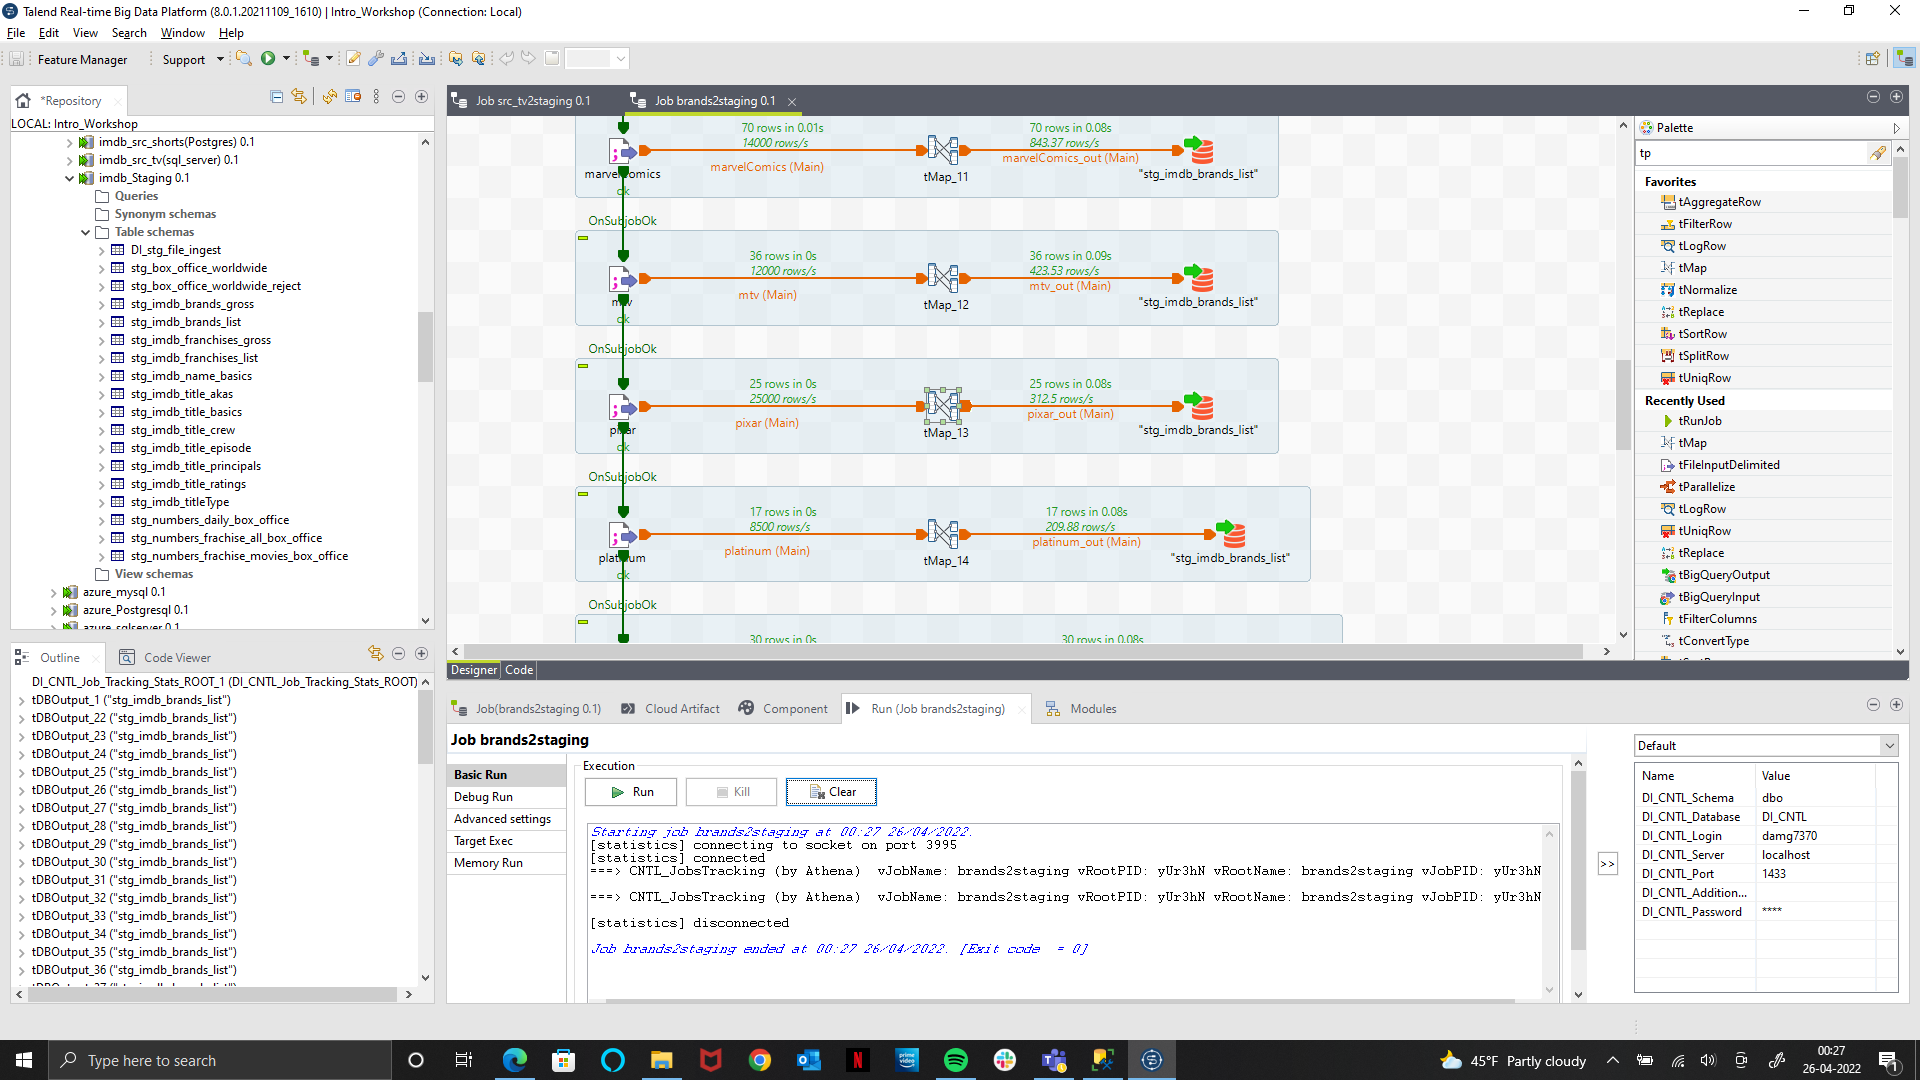 Talend Real-time Big Data Platform (8.0.1.20211109_1610) | Intro_Workshop (Connection: Local)
File Edit View Search Window Help
Feature Manager Support
*Repository
LOCAL: Intro_Workshop
imdb_src_shorts(Postgres) 0.1
imdb_src_tv(sql_server) 0.1
imdb_Staging 0.1
Queries
Synonym schemas
Table schemas
DI_stg_file_ingest
stg_box_office_worldwide
stg_box_office_worldwide_reject
stg_imdb_brands_gross
stg_imdb_brands_list
stg_imdb_franchises_gross
stg_imdb_franchises_list
stg_imdb_name_basics
stg_imdb_title_akas
stg_imdb_title_basics
stg_imdb_title_crew
stg_imdb_title_episode
stg_imdb_title_principals
stg_imdb_title_ratings
stg_imdb_titleType
stg_numbers_daily_box_office
stg_numbers_frachise_all_box_office
stg_numbers_frachise_movies_box_office
View schemas
azure_mysql 0.1
azure_Postgresql 0.1
azure_sqlserver 0.1
Outline Code Viewer
DI_CNTL_Job_Tracking_Stats_ROOT_1 (DI_CNTL_Job_Tracking_Stats_ROOT)
tDBOutput_1 ("stg_imdb_brands_list")
tDBOutput_22 ("stg_imdb_brands_list")
tDBOutput_23 ("stg_imdb_brands_list")
tDBOutput_24 ("stg_imdb_brands_list")
tDBOutput_25 ("stg_imdb_brands_list")
tDBOutput_26 ("stg_imdb_brands_list")
tDBOutput_27 ("stg_imdb_brands_list")
tDBOutput_28 ("stg_imdb_brands_list")
tDBOutput_29 ("stg_imdb_brands_list")
tDBOutput_30 ("stg_imdb_brands_list")
tDBOutput_31 ("stg_imdb_brands_list")
tDBOutput_32 ("stg_imdb_brands_list")
tDBOutput_33 ("stg_imdb_brands_list")
tDBOutput_34 ("stg_imdb_brands_list")
tDBOutput_35 ("stg_imdb_brands_list")
tDBOutput_36 ("stg_imdb_brands_list")
tDBOutput_37 ("stg_imdb_brands_list")
Job src_tv2staging 0.1 Job brands2staging 0.1
70 rows in 0.01s 70 rows in 0.08s
14000 rows/s 843.37 rows/s
marvelComics (Main) marvelComics_out (Main)
marvelComics tMap_11 "stg_imdb_brands_list"
ok
OnSubjobOk
36 rows in 0s 36 rows in 0.09s
12000 rows/s 423.53 rows/s
mtv (Main) mtv_out (Main)
mtv tMap_12 "stg_imdb_brands_list"
ok
OnSubjobOk
25 rows in 0s 25 rows in 0.08s
25000 rows/s 312.5 rows/s
pixar (Main) pixar_out (Main)
pixar tMap_13 "stg_imdb_brands_list"
ok
OnSubjobOk
17 rows in 0s 17 rows in 0.08s
8500 rows/s 209.88 rows/s
platinum (Main) platinum_out (Main)
platinum tMap_14 "stg_imdb_brands_list"
ok
OnSubjobOk
30 rows in 0s 30 rows in 0.08s
Designer Code
Palette
tp
Favorites
tAggregateRow
tFilterRow
tLogRow
tMap
tNormalize
tReplace
tSortRow
tSplitRow
tUniqRow
Recently Used
tRunJob
tMap
tFileInputDelimited
tParallelize
tLogRow
tUniqRow
tReplace
tBigQueryOutput
tBigQueryInput
tFilterColumns
tConvertType
Job(brands2staging 0.1) Cloud Artifact Component Run (Job brands2staging) Modules
Job brands2staging
Basic Run
Debug Run
Advanced settings
Target Exec
Memory Run
Execution
Run Kill Clear
Starting job brands2staging at 00:27 26/04/2022.
[statistics] connecting to socket on port 3995
[statistics] connected
===> CNTL_JobsTracking (by Athena) vJobName: brands2staging vRootPID: yUr3hN vRootName: brands2staging vJobPID: yUr3hN
===> CNTL_JobsTracking (by Athena) vJobName: brands2staging vRootPID: yUr3hN vRootName: brands2staging vJobPID: yUr3hN
[statistics] disconnected
Job brands2staging ended at 00:27 26/04/2022. [Exit code = 0]
>>
Default
Name Value
DI_CNTL_Schema dbo
DI_CNTL_Database DI_CNTL
DI_CNTL_Login damg7370
DI_CNTL_Server localhost
DI_CNTL_Port 1433
DI_CNTL_Addition...
DI_CNTL_Password ****
Type here to search
prime video
45°F Partly cloudy
00:27
26-04-2022
1